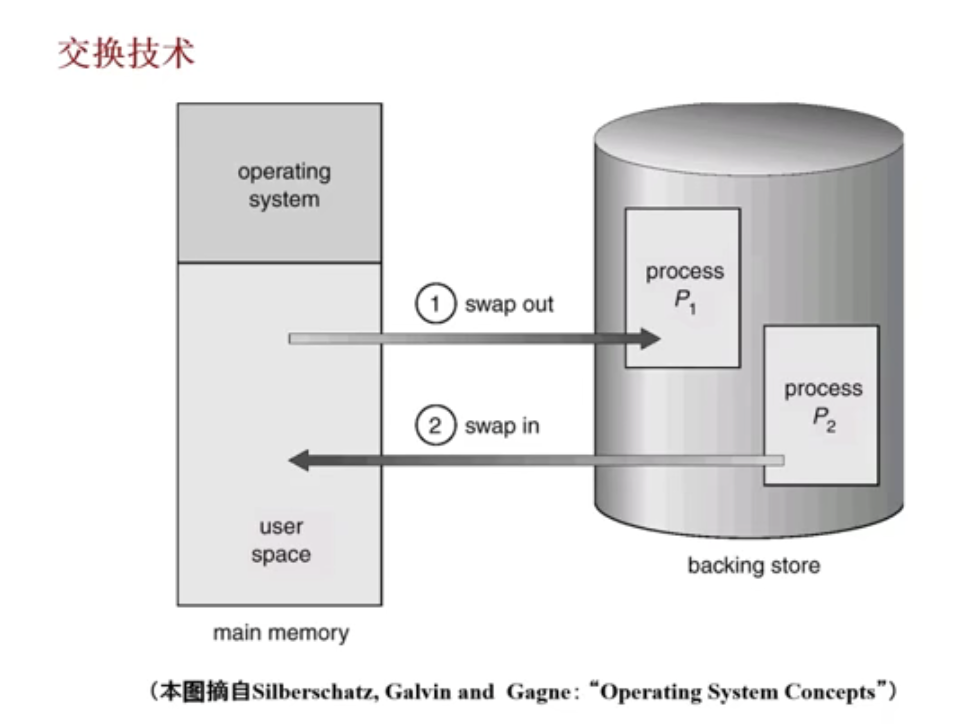 交换技术
operating
system
process
P1
① swap out
process
P2
② swap in
user
space
backing store
main memory
（本图摘自Silberschatz, Galvin and Gagne: “Operating System Concepts”）